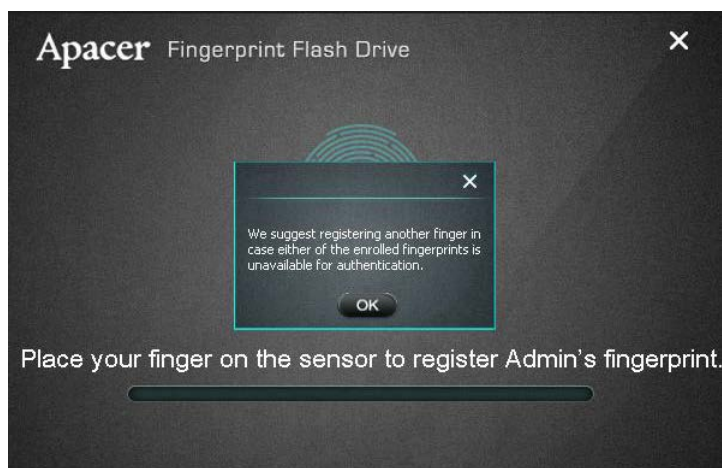 Apacer Fingerprint Flash Drive
We suggest registering another finger in
case either of the enrolled fingerprints is
unavailable for authentication.
OK
Place your finger on the sensor to register Admin's fingerprint.